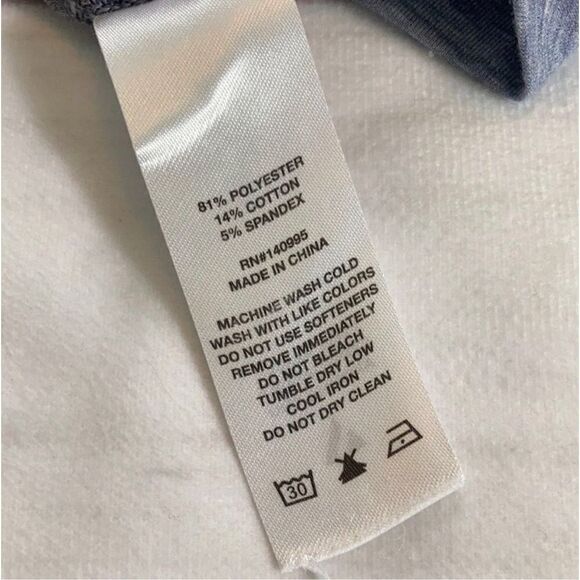 81% POLYESTER
14% COTTON
5% SPANDEX
RN#140995
MADE IN CHINA
MACHINE WASH COLD
WASH WITH LIKE COLORS
DO NOT USE SOFTENERS
REMOVE IMMEDIATELY
DO NOT BLEACH
TUMBLE DRY LOW
COOL IRON
DO NOT DRY CLEAN
30